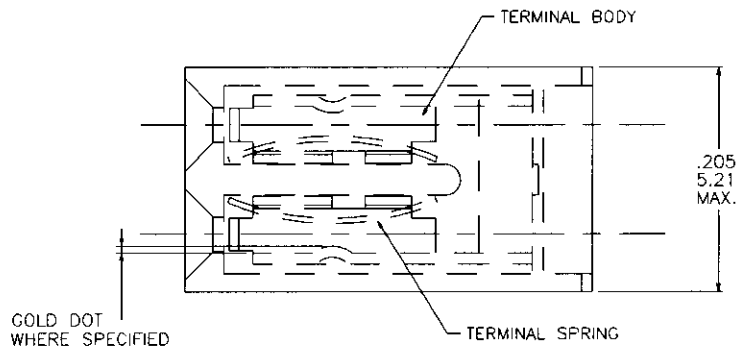 TERMINAL BODY
.205
5.21
MAX.
GOLD DOT
WHERE SPECIFIED
TERMINAL SPRING